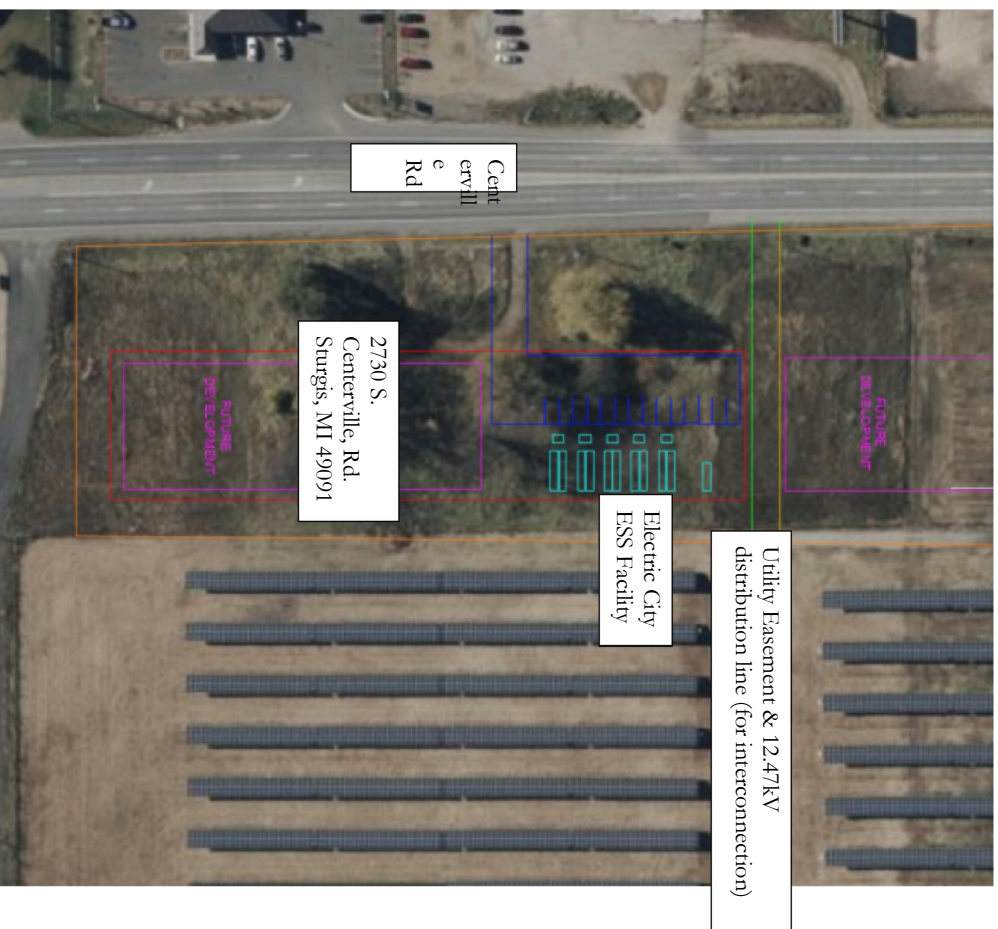 FUTURE
DEVELOPMENT
Utility Easement & 12.47kV
distribution line (for interconnection)
Electric City
ESS Facility
Cent
ervill
e
Rd
2730 S.
Centerville, Rd.
Sturgis, MI 49091
FUTURE
DEVELOPMENT